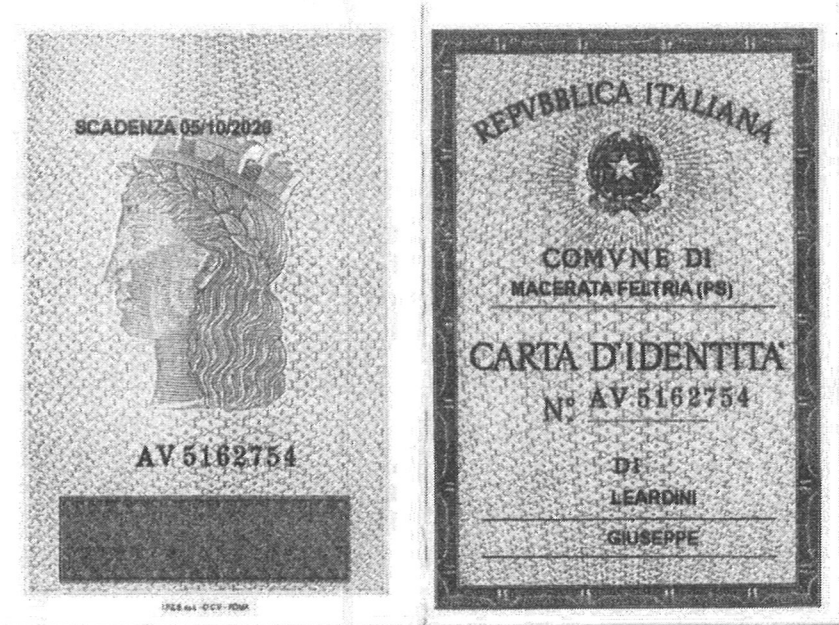 SCADENZA 05/10/2026
AV 5162754
REPVBBLICA ITALIANA
COMVNE DI
MACERATA FELTRIA (PS)
CARTA D'IDENTITA'
N° AV 5162754
DI
LEARDINI
GIUSEPPE